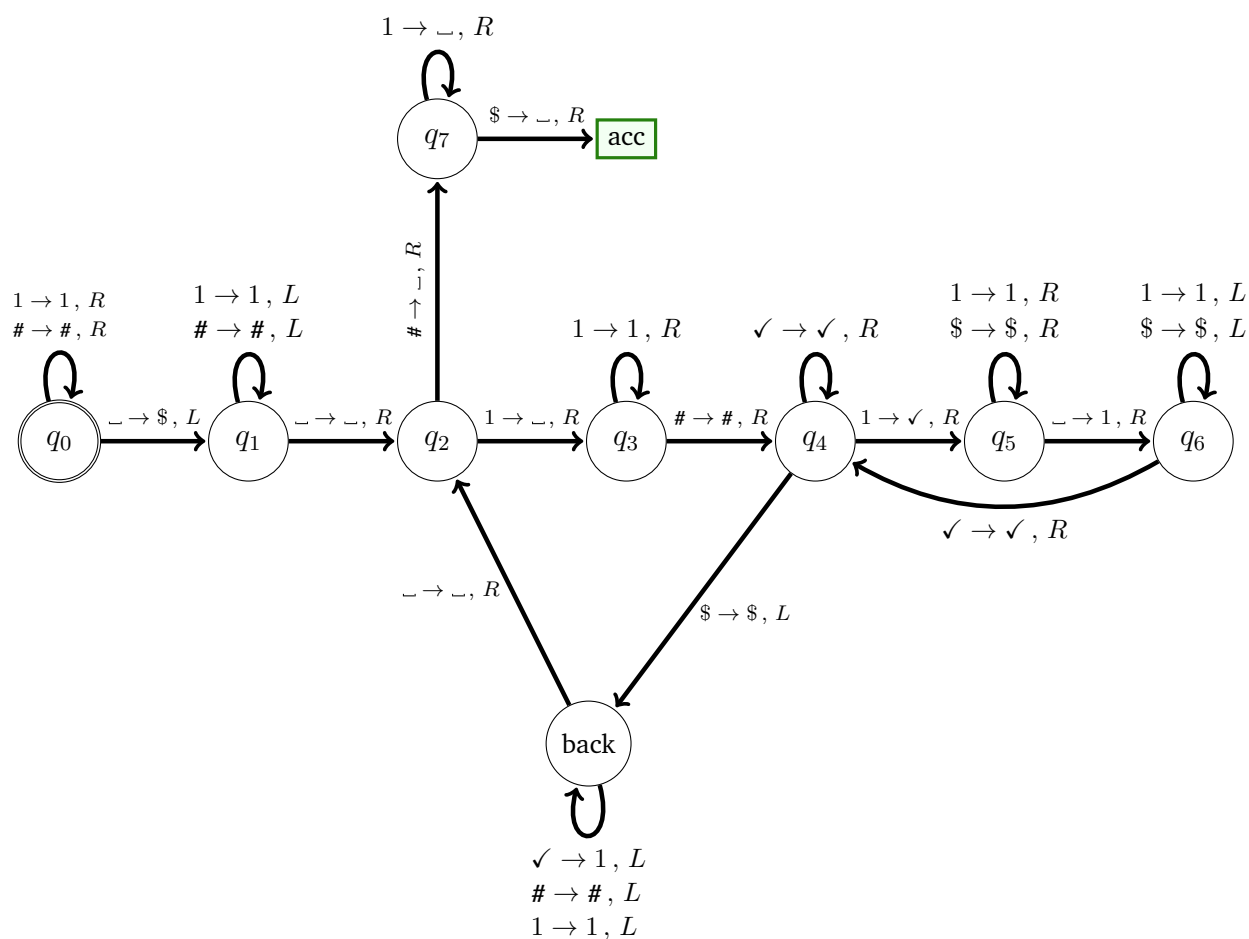 1 → ␣, R
$ → ␣, R
q7
acc
# → ␣, R
1 → 1, R
# → #, R
1 → 1, L
# → #, L
1 → 1, R
✓ → ✓, R
1 → 1, R
$ → $, R
1 → 1, L
$ → $, L
q0
␣ → $, L
q1
␣ → ␣, R
q2
1 → ␣, R
q3
# → #, R
q4
1 → ✓, R
q5
␣ → 1, R
q6
✓ → ✓, R
␣ → ␣, R
$ → $, L
back
✓ → 1, L
# → #, L
1 → 1, L